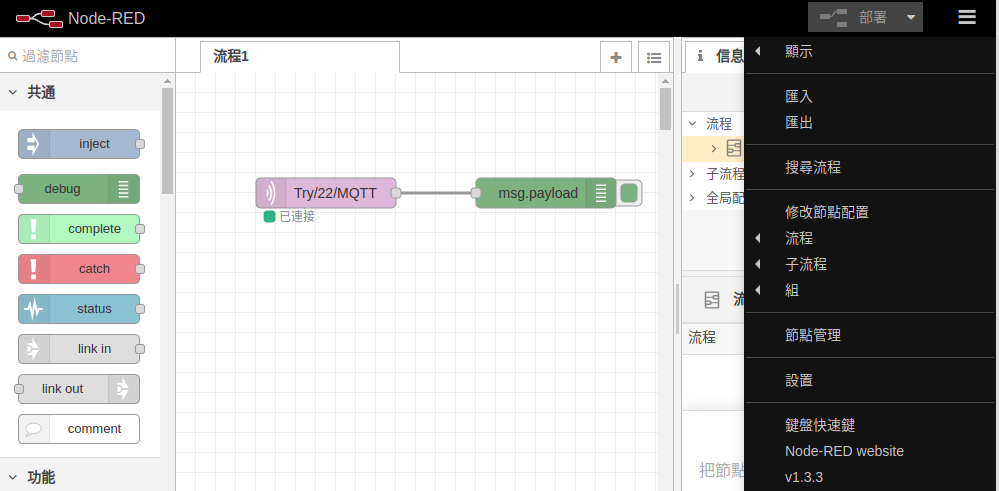 Node-RED
部署
過濾節點
流程1
信息
共通
inject
debug
complete
catch
status
link in
link out
comment
功能
Try/22/MQTT
已連接
msg.payload
流程
子流程
全局配
流程
把節點
顯示
匯入
匯出
搜尋流程
修改節點配置
流程
子流程
組
節點管理
設置
鍵盤快速鍵
Node-RED website
v1.3.3